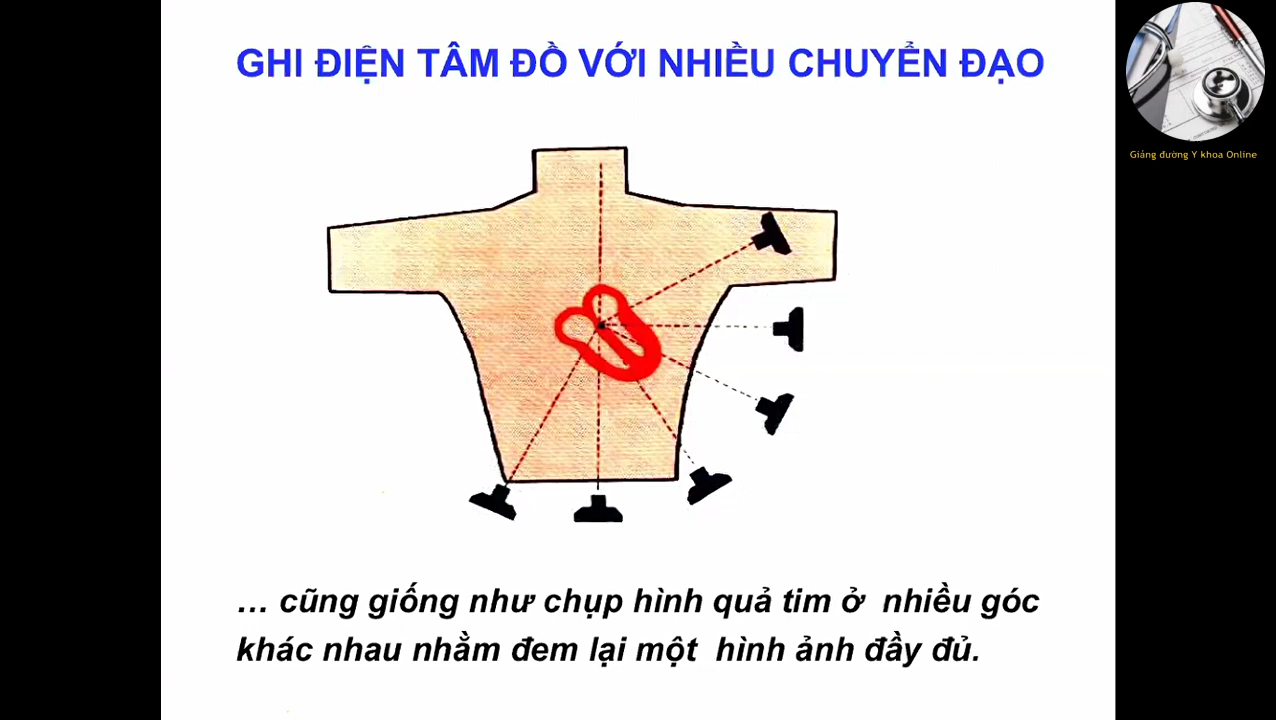 GHI ĐIỆN TÂM ĐỒ VỚI NHIỀU CHUYỂN ĐẠO
Giảng đường Y khoa Online
... cũng giống như chụp hình quả tim ở nhiều góc
khác nhau nhằm đem lại một hình ảnh đầy đủ.